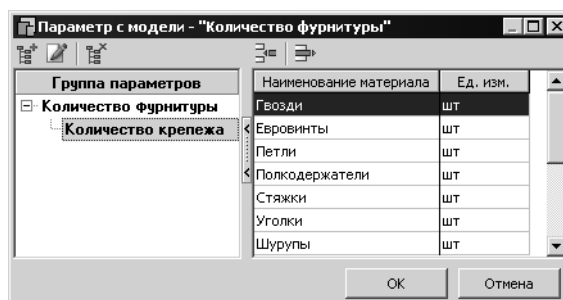 Параметр с модели - "Количество фурнитуры"
Группа параметров
Количество фурнитуры
Количество крепежа
Наименование материала Ед. изм.
Гвозди шт
Евровинты шт
Петли шт
Полкодержатели шт
Стяжки шт
Уголки шт
Шурупы шт
OK Отмена